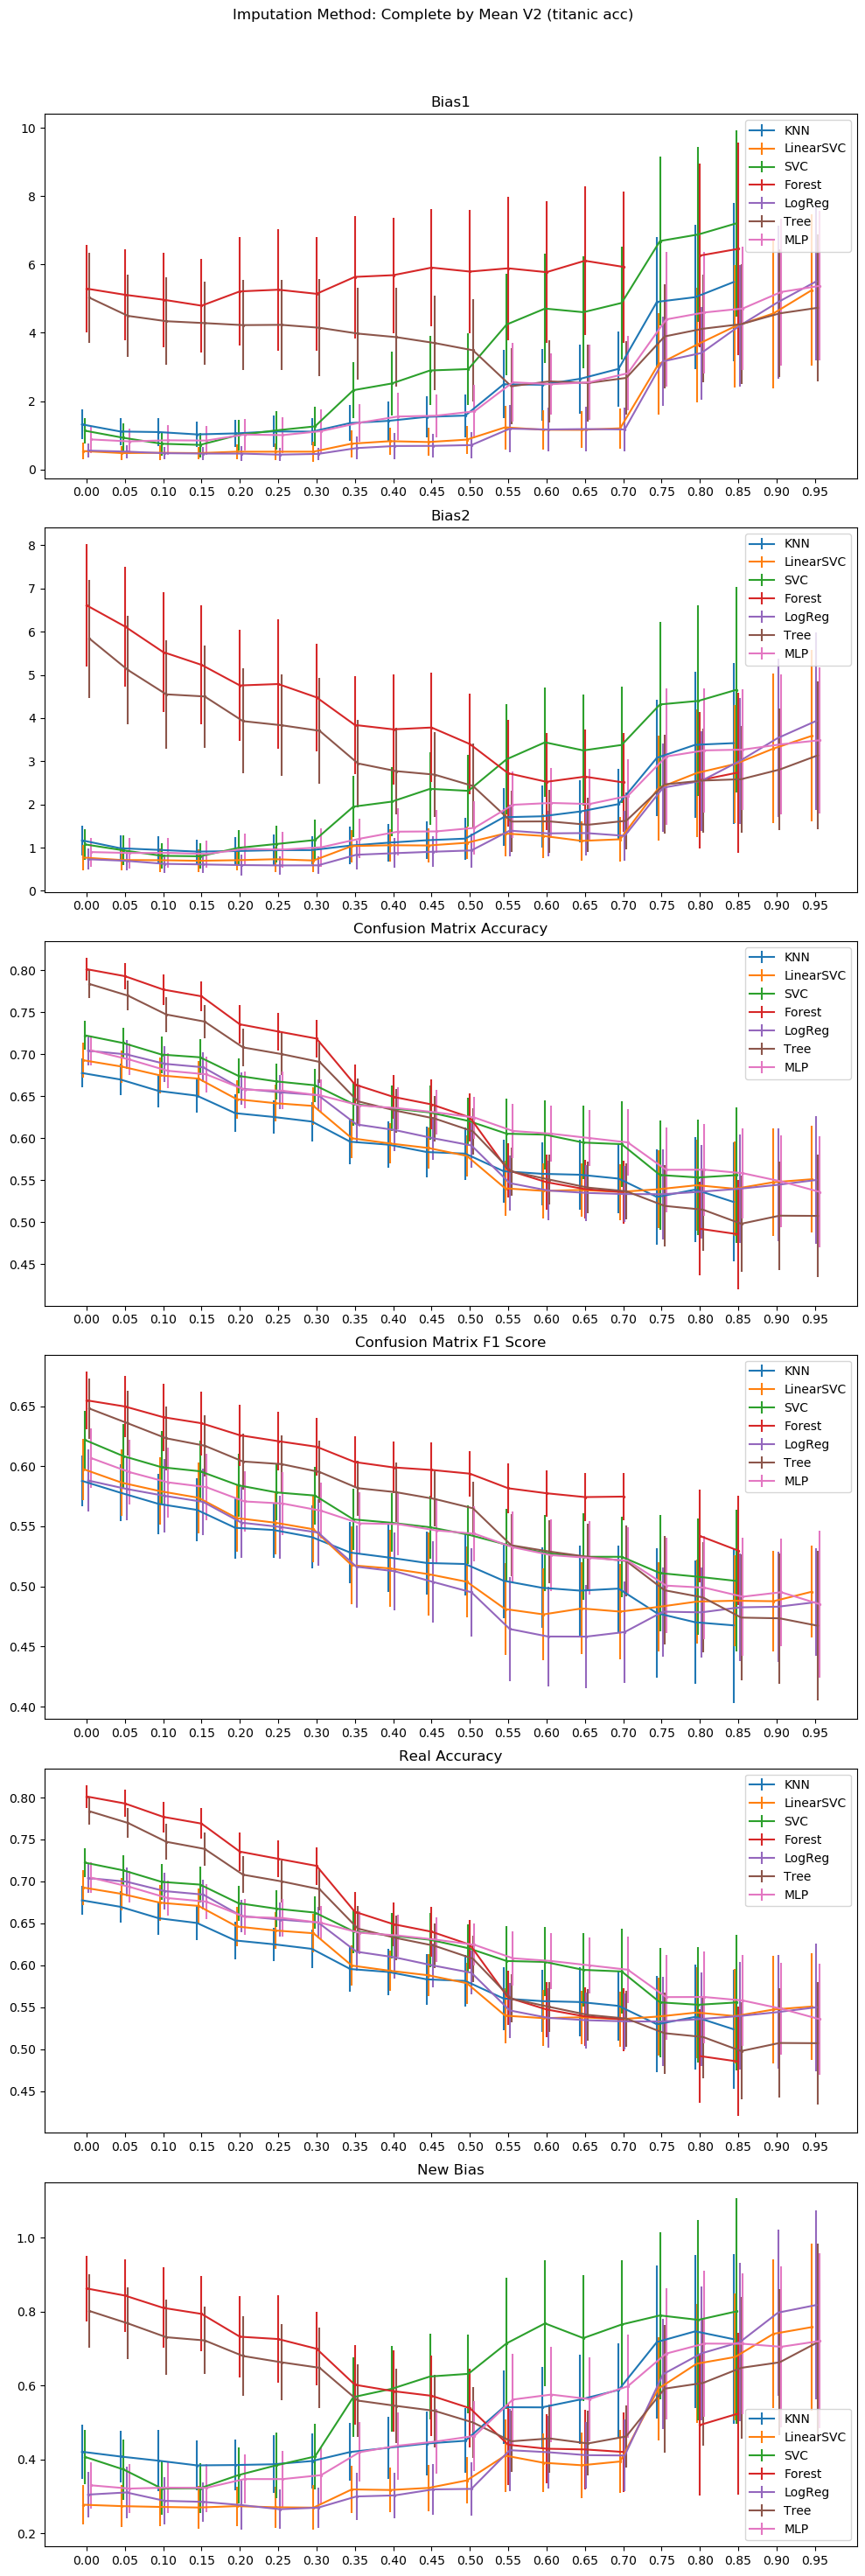 Imputation Method: Complete by Mean V2 (titanic acc)
Bias1
10
8
6
4
2
0
KNN
LinearSVC
SVC
Forest
LogReg
Tree
MLP
0.00 0.05 0.10 0.15 0.20 0.25 0.30 0.35 0.40 0.45 0.50 0.55 0.60 0.65 0.70 0.75 0.80 0.85 0.90 0.95
Bias2
8
7
6
5
4
3
2
1
0
KNN
LinearSVC
SVC
Forest
LogReg
Tree
MLP
0.00 0.05 0.10 0.15 0.20 0.25 0.30 0.35 0.40 0.45 0.50 0.55 0.60 0.65 0.70 0.75 0.80 0.85 0.90 0.95
Confusion Matrix Accuracy
0.80
0.75
0.70
0.65
0.60
0.55
0.50
0.45
KNN
LinearSVC
SVC
Forest
LogReg
Tree
MLP
0.00 0.05 0.10 0.15 0.20 0.25 0.30 0.35 0.40 0.45 0.50 0.55 0.60 0.65 0.70 0.75 0.80 0.85 0.90 0.95
Confusion Matrix F1 Score
0.65
0.60
0.55
0.50
0.45
0.40
KNN
LinearSVC
SVC
Forest
LogReg
Tree
MLP
0.00 0.05 0.10 0.15 0.20 0.25 0.30 0.35 0.40 0.45 0.50 0.55 0.60 0.65 0.70 0.75 0.80 0.85 0.90 0.95
Real Accuracy
0.80
0.75
0.70
0.65
0.60
0.55
0.50
0.45
KNN
LinearSVC
SVC
Forest
LogReg
Tree
MLP
0.00 0.05 0.10 0.15 0.20 0.25 0.30 0.35 0.40 0.45 0.50 0.55 0.60 0.65 0.70 0.75 0.80 0.85 0.90 0.95
New Bias
1.0
0.8
0.6
0.4
0.2
KNN
LinearSVC
SVC
Forest
LogReg
Tree
MLP
0.00 0.05 0.10 0.15 0.20 0.25 0.30 0.35 0.40 0.45 0.50 0.55 0.60 0.65 0.70 0.75 0.80 0.85 0.90 0.95